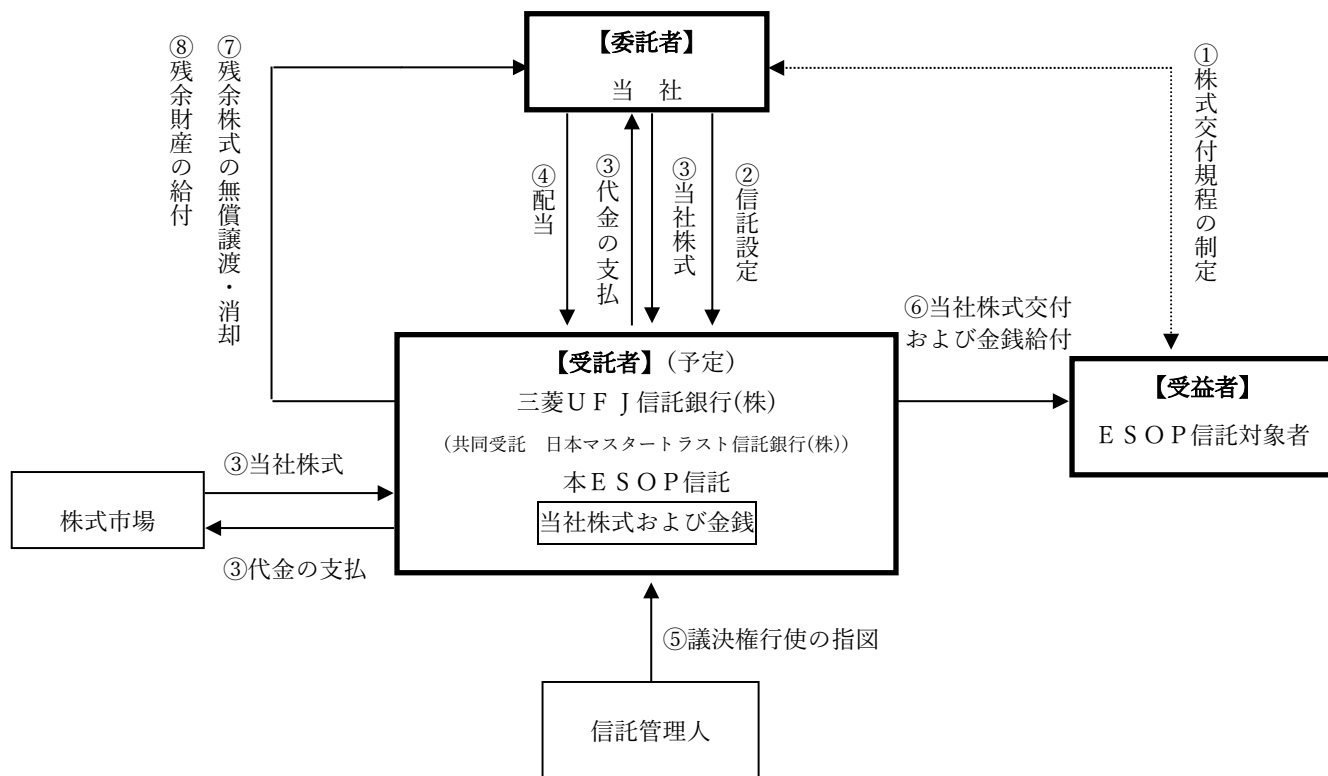 【委託者】
当 社
⑧残余財産の給付
⑦残余株式の無償譲渡・消却
④配当
③代金の支払
③当社株式
②信託設定
①株式交付規程の制定
⑥当社株式交付
および金銭給付
【受託者】(予定)
三菱UFJ信託銀行(株)
(共同受託 日本マスタートラスト信託銀行(株))
本ESOP信託
当社株式および金銭
【受益者】
ESOP信託対象者
③当社株式
株式市場
③代金の支払
⑤議決権行使の指図
信託管理人